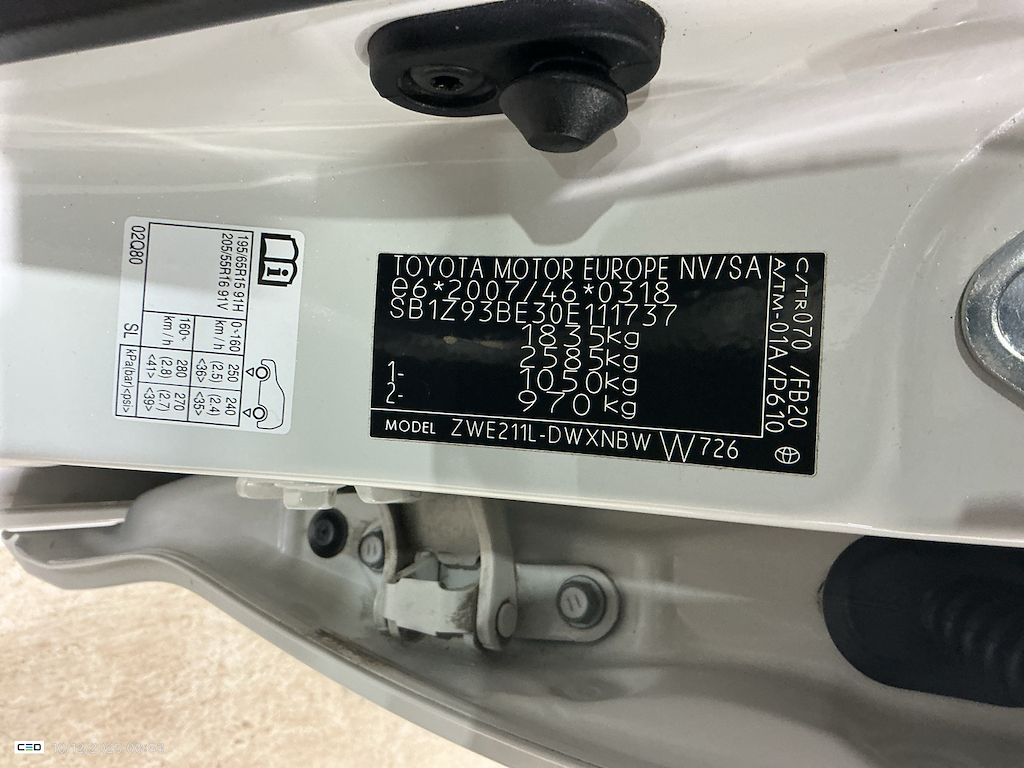 TOYOTA MOTOR EUROPE NV/SA
e6*2007/46*0318
SB1Z93BE30E111737
1835kg
2585kg
1- 1050kg
2- 970kg
MODEL ZWE211L-DWXNBW W726
C/TR070 /FB20
A/TM-01A/P610
195/65R15 91H
205/55R16 91V
0~160 km/h
250 (2.5) <36>
240 (2.4) <35>
160~ km/h
280 (2.8) <41>
270 (2.7) <39>
02Q80
SL
kPa(bar)<psi>
CED